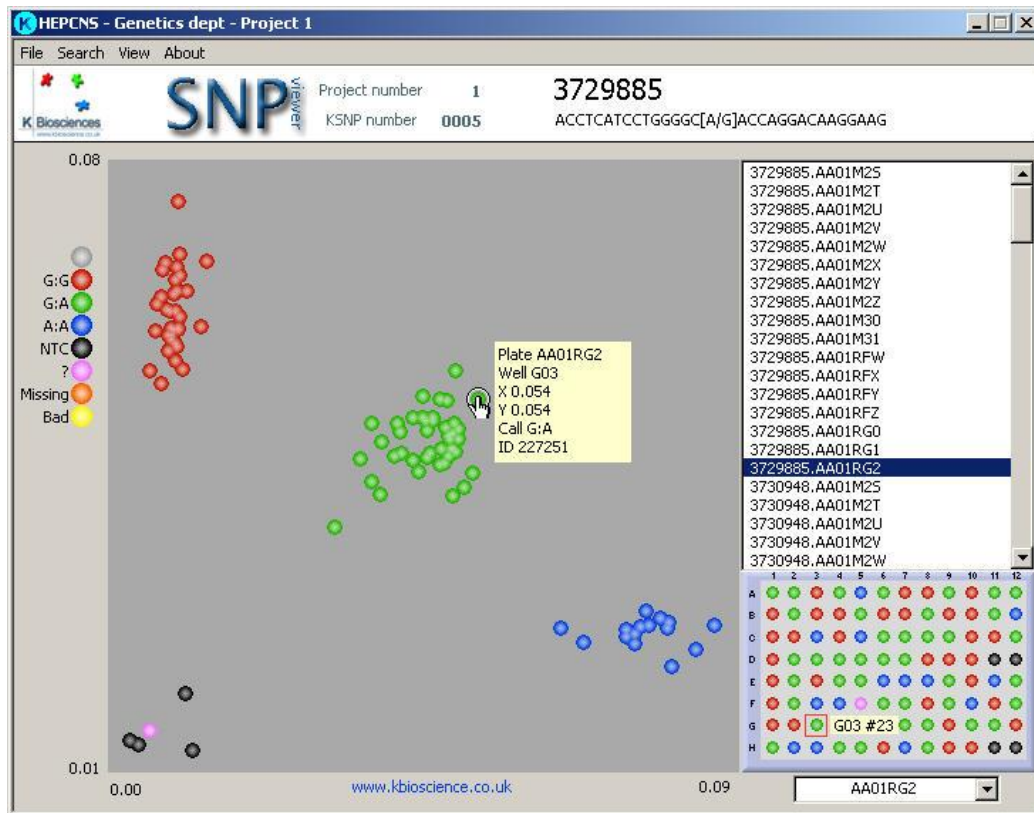 HEPCNS - Genetics dept - Project 1
File Search View About
K Biosciences
SNP viewer
Project number 1
KSNP number 0005
3729885
ACCTCATCCTGGGGC[A/G]ACCAGGACAAGGAAG
0.08
G:G
G:A
A:A
NTC
?
Missing
Bad
0.01
0.00
www.kbioscience.co.uk
0.09
Plate AA01RG2
Well G03
X 0.054
Y 0.054
Call G:A
ID 227251
3729885.AA01M2S
3729885.AA01M2T
3729885.AA01M2U
3729885.AA01M2V
3729885.AA01M2W
3729885.AA01M2X
3729885.AA01M2Y
3729885.AA01M2Z
3729885.AA01M30
3729885.AA01M31
3729885.AA01RFW
3729885.AA01RFX
3729885.AA01RFY
3729885.AA01RFZ
3729885.AA01RG0
3729885.AA01RG1
3729885.AA01RG2
3730948.AA01M2S
3730948.AA01M2T
3730948.AA01M2U
3730948.AA01M2V
3730948.AA01M2W
1 2 3 4 5 6 7 8 9 10 11 12
A
B
C
D
E
F
G G03 #23
H
AA01RG2